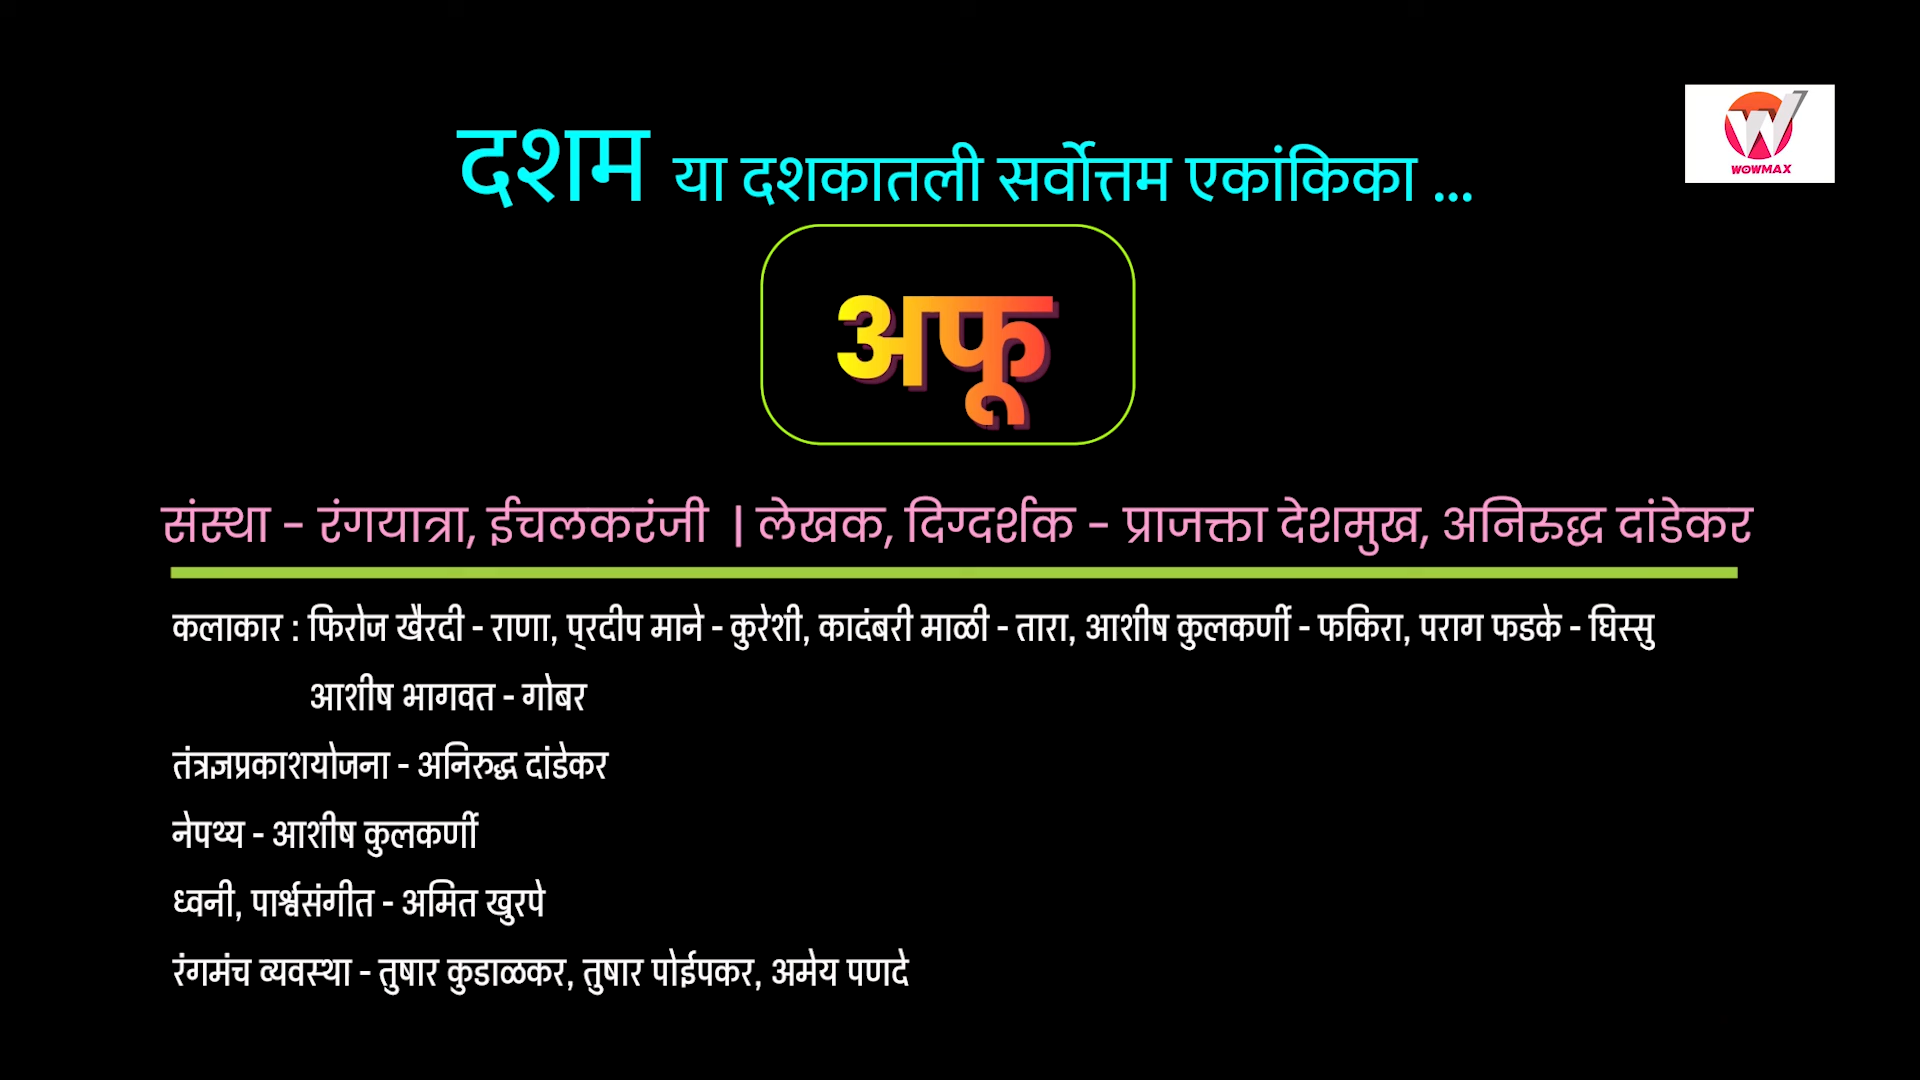 दशम या दशकातली सर्वोत्तम एकांकिका ...
WOWMAX
अफू
संस्था - रंगयात्रा, ईचलकरंजी | लेखक, दिग्दर्शक - प्राजक्ता देशमुख, अनिरुद्ध दांडेकर
कलाकार : फिरोज खैरदी - राणा, प्‌रदीप माने - कुरेशी, कादंबरी माळी - तारा, आशीष कुलकर्णी - फकिरा, पराग फडके - घिस्सु
आशीष भागवत - गोबर
तंत्रज्ञप्रकाशयोजना - अनिरुद्ध दांडेकर
नेपथ्य - आशीष कुलकर्णी
ध्वनी, पार्श्वसंगीत - अमित खुरपे
रंगमंच व्यवस्था - तुषार कुडाळकर, तुषार पोईपकर, अमेय पणदे